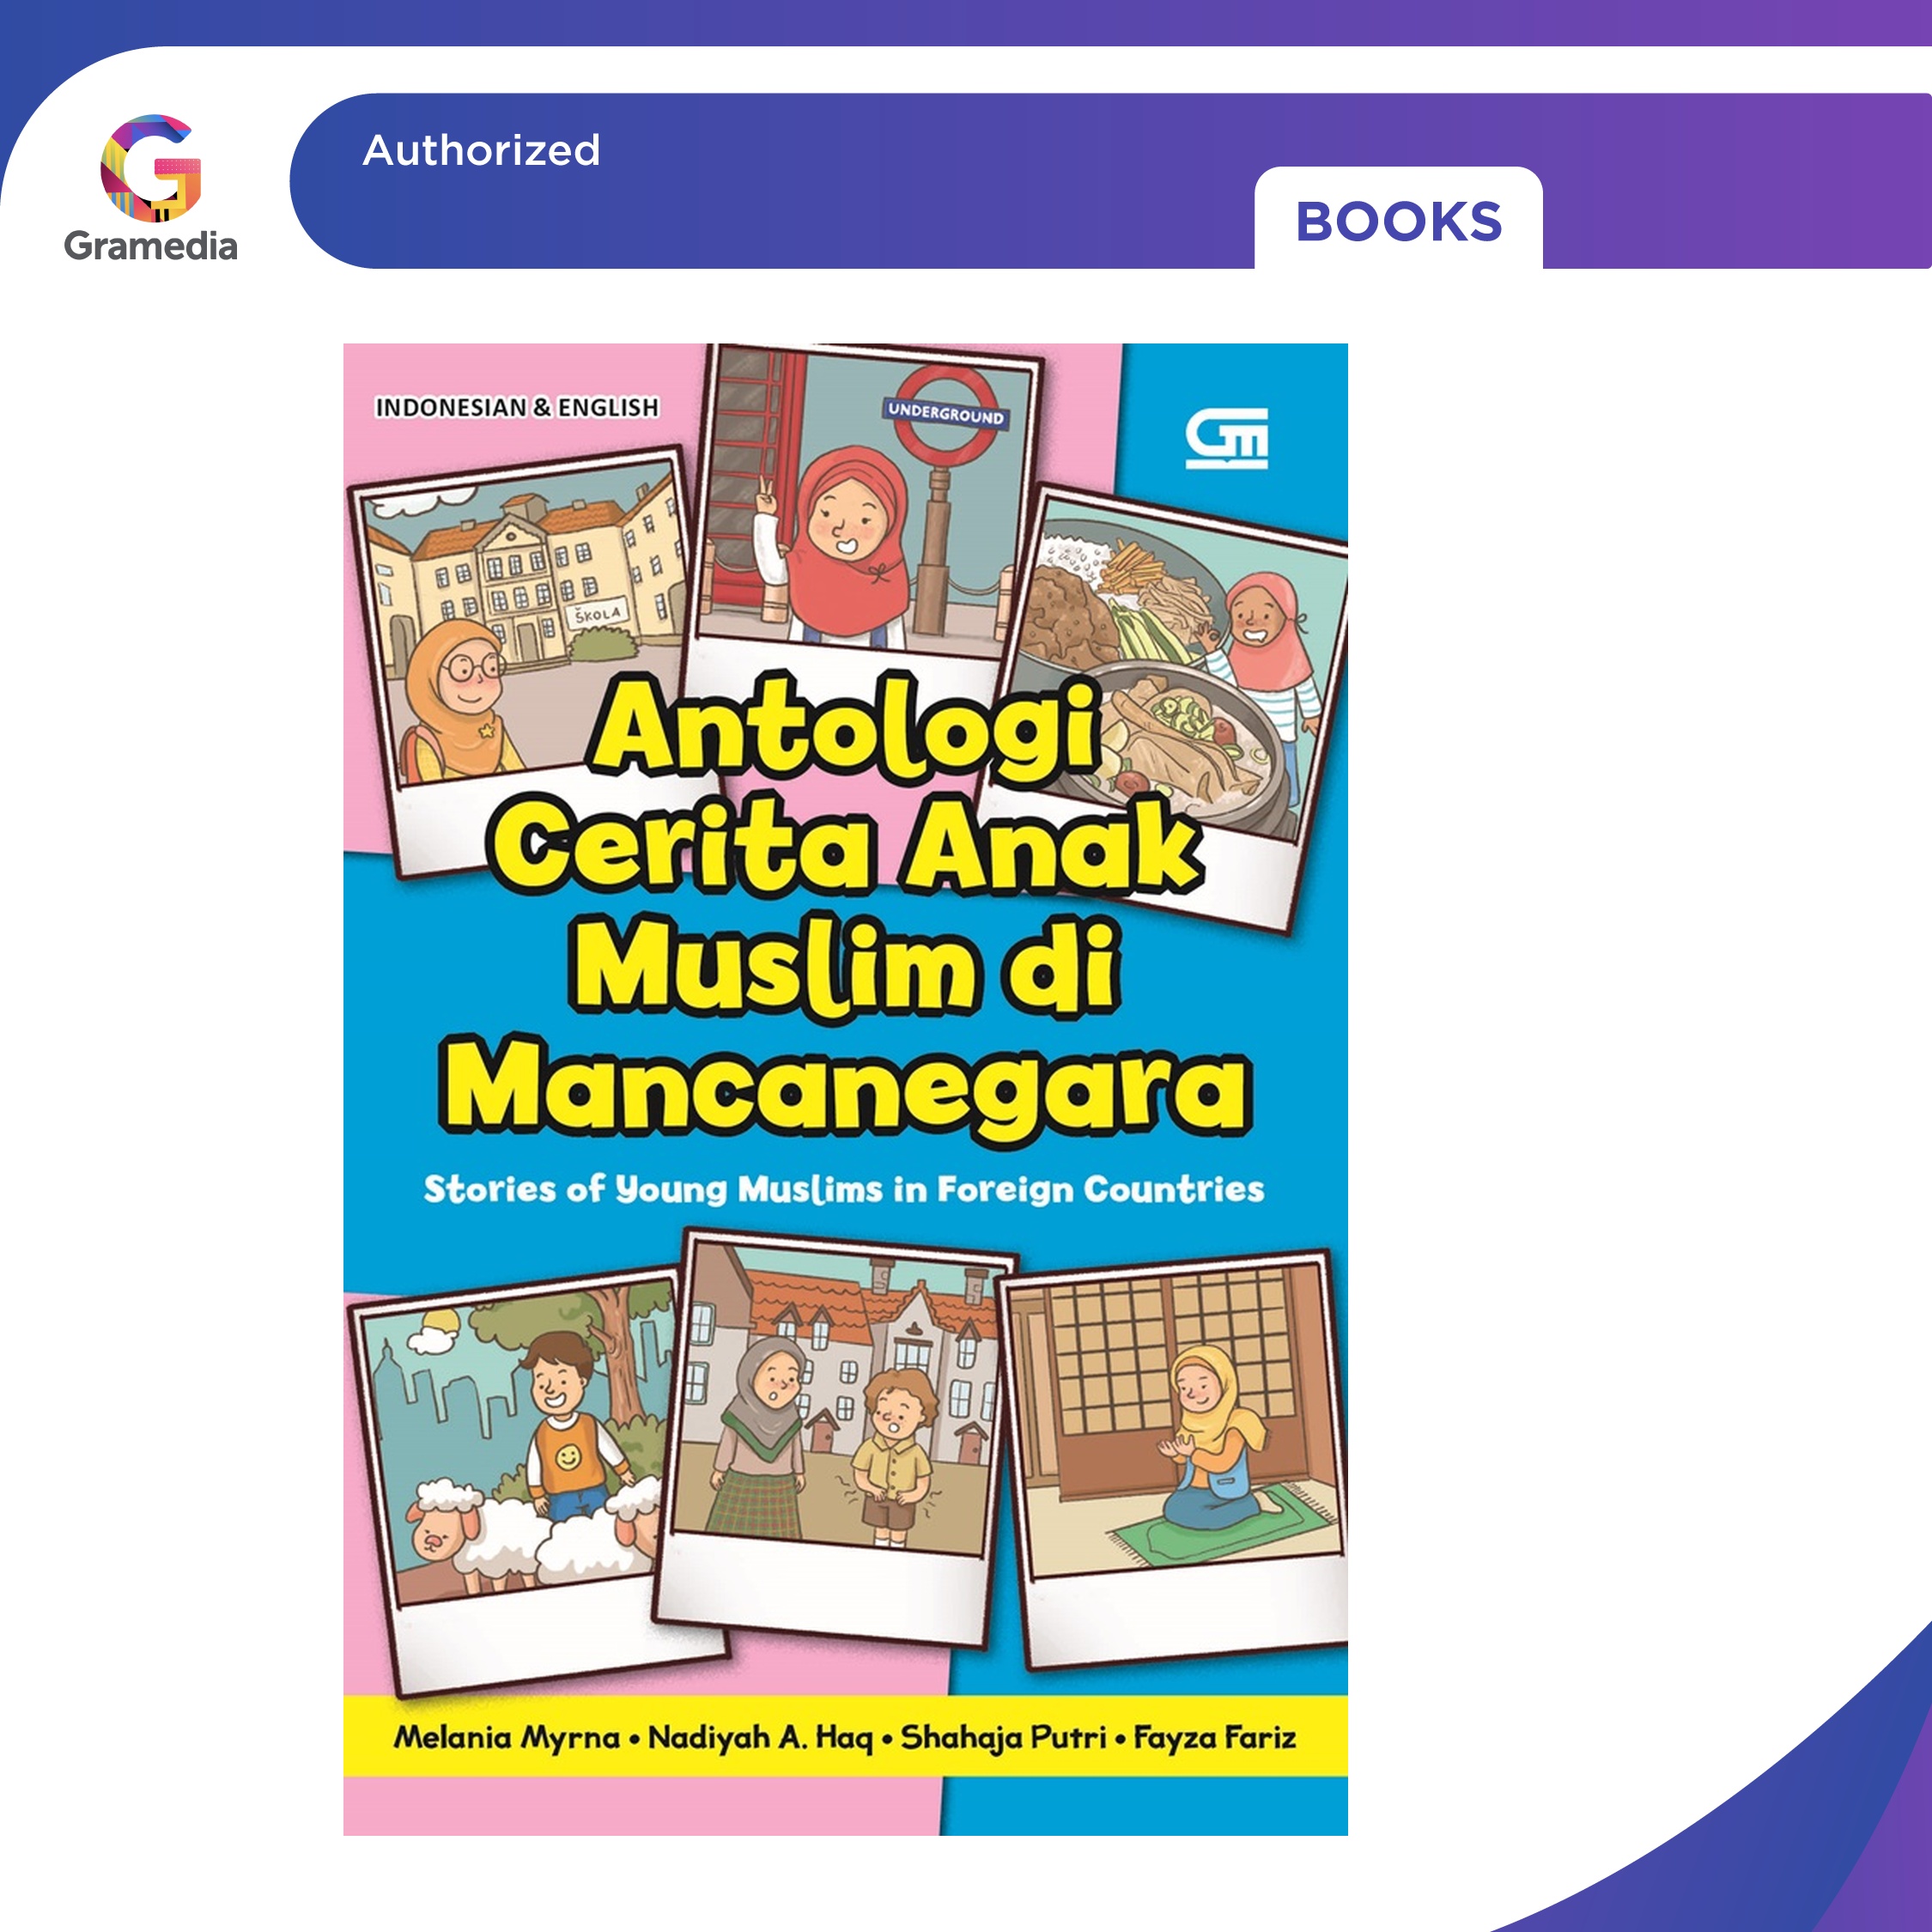 Authorized
BOOKS
Gramedia
INDONESIAN & ENGLISH
UNDERGROUND
Gm
ŠKOLA
Antologi
Cerita Anak
Muslim di
Mancanegara
Stories of Young Muslims in Foreign Countries
Melania Myrna • Nadiyah A. Haq • Shahaja Putri • Fayza Fariz